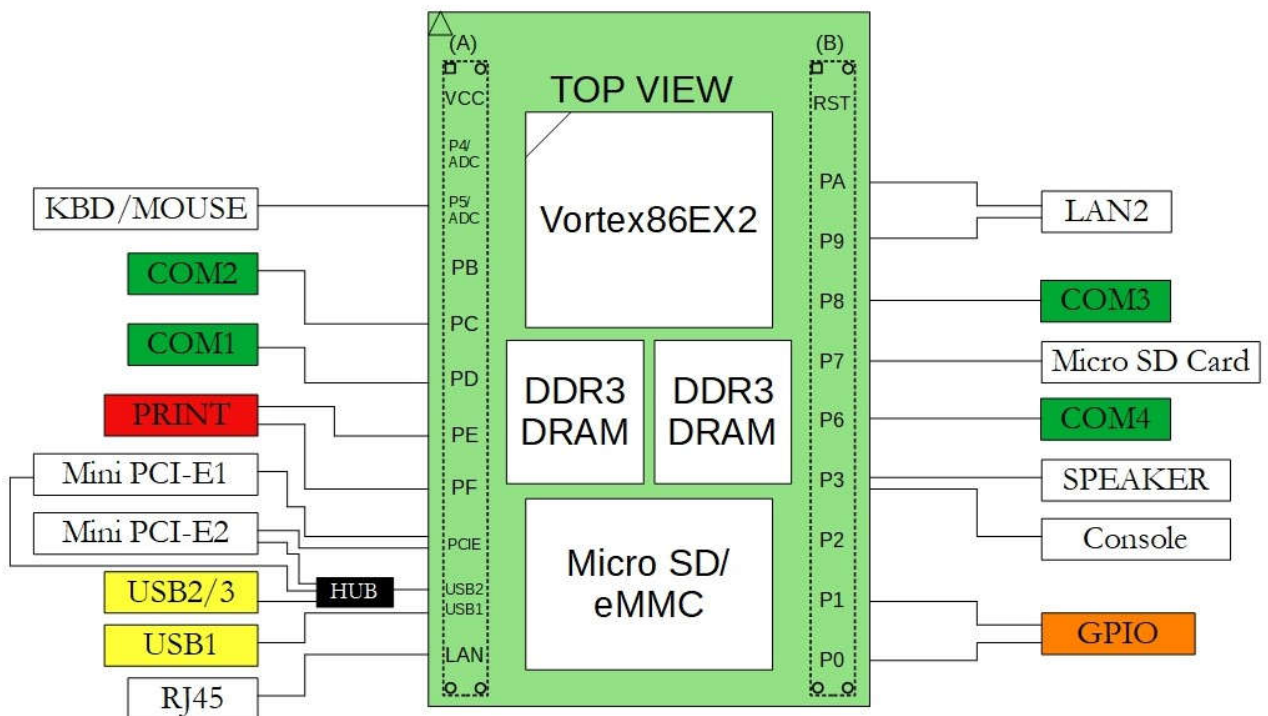 (A)
(B)
TOP VIEW
VCC
P4/
ADC
P5/
ADC
PB
PC
PD
PE
PF
PCIE
USB2
USB1
LAN
Vortex86EX2
DDR3
DRAM
DDR3
DRAM
Micro SD/
eMMC
RST
PA
P9
P8
P7
P6
P3
P2
P1
P0
KBD/MOUSE
COM2
COM1
PRINT
Mini PCI-E1
Mini PCI-E2
HUB
USB2/3
USB1
RJ45
LAN2
COM3
Micro SD Card
COM4
SPEAKER
Console
GPIO